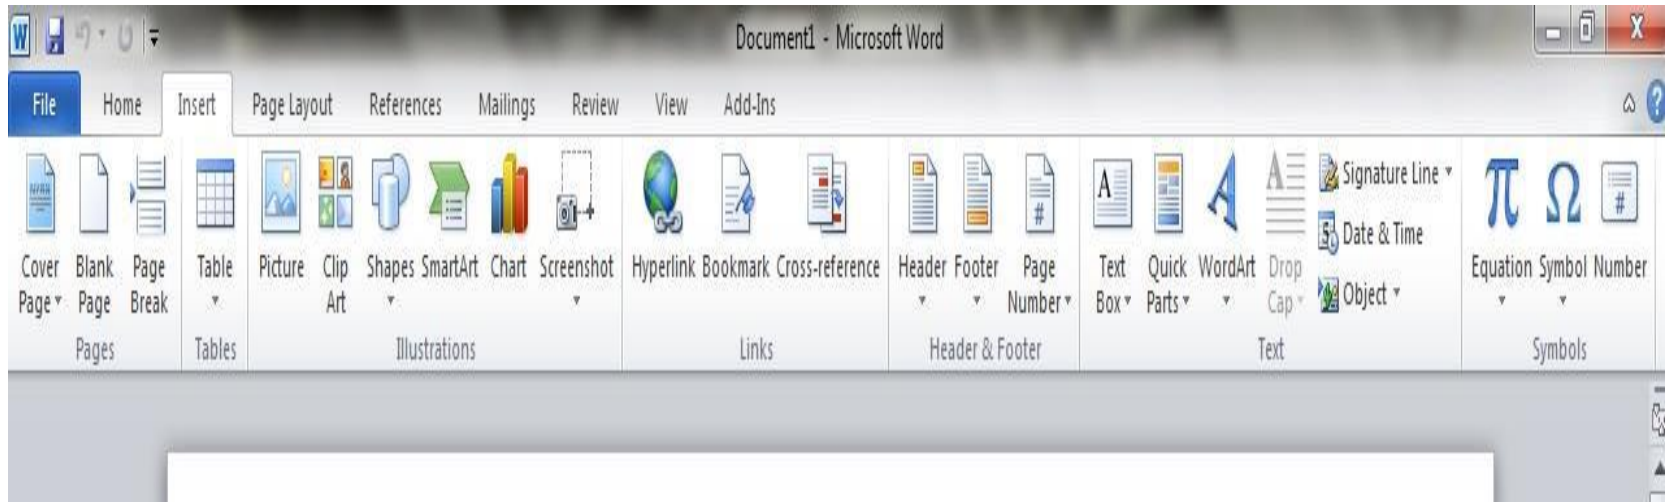 Document1 - Microsoft Word
File Home Insert Page Layout References Mailings Review View Add-Ins
Cover Page Blank Page Page Break
Pages
Table
Tables
Picture Clip Art Shapes SmartArt Chart Screenshot
Illustrations
Hyperlink Bookmark Cross-reference
Links
Header Footer Page Number
Header & Footer
Text Box Quick Parts WordArt Drop Cap
Signature Line
Date & Time
Object
Text
Equation Symbol Number
Symbols